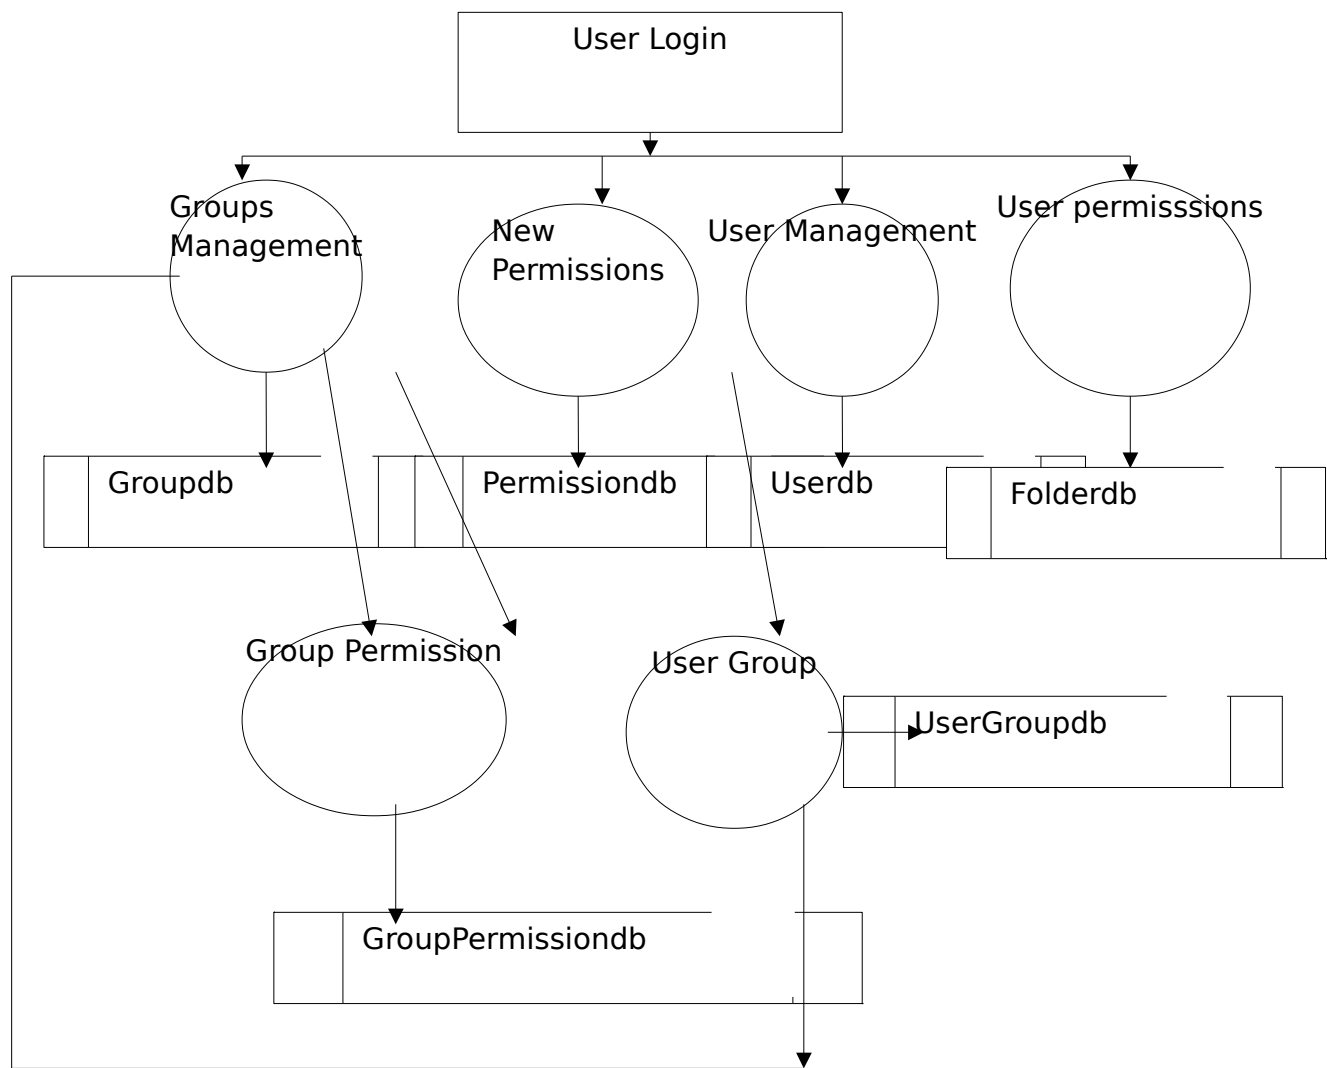 User Login
Groups
Management
New
Permissions
User Management
User permisssions
Groupdb
Permissiondb
Userdb
Folderdb
Group Permission
User Group
UserGroupdb
GroupPermissiondb